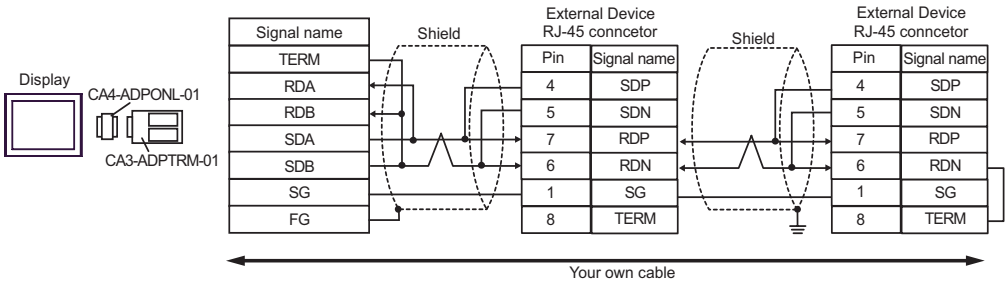 Display
CA4-ADPONL-01
CA3-ADPTRM-01
Signal name
TERM
RDA
RDB
SDA
SDB
SG
FG
Shield
External Device
RJ-45 conncetor
Pin Signal name
4 SDP
5 SDN
7 RDP
6 RDN
1 SG
8 TERM
Shield
External Device
RJ-45 connector
Pin Signal name
4 SDP
5 SDN
7 RDP
6 RDN
1 SG
8 TERM
Your own cable